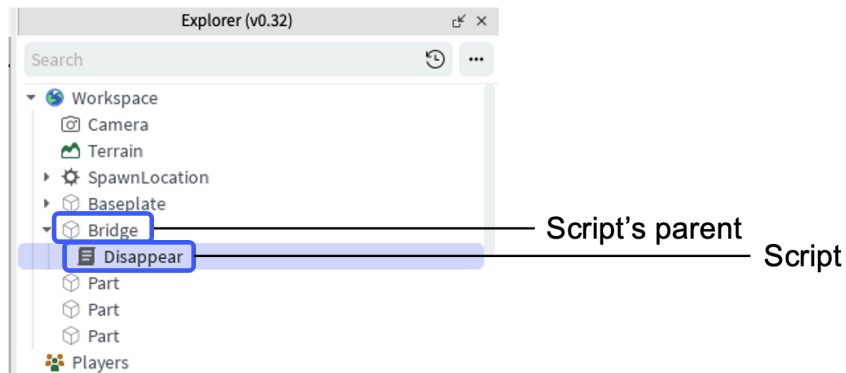 Explorer (v0.32)
Search
Workspace
Camera
Terrain
SpawnLocation
Baseplate
Bridge
Script's parent
Disappear
Script
Part
Part
Part
Players